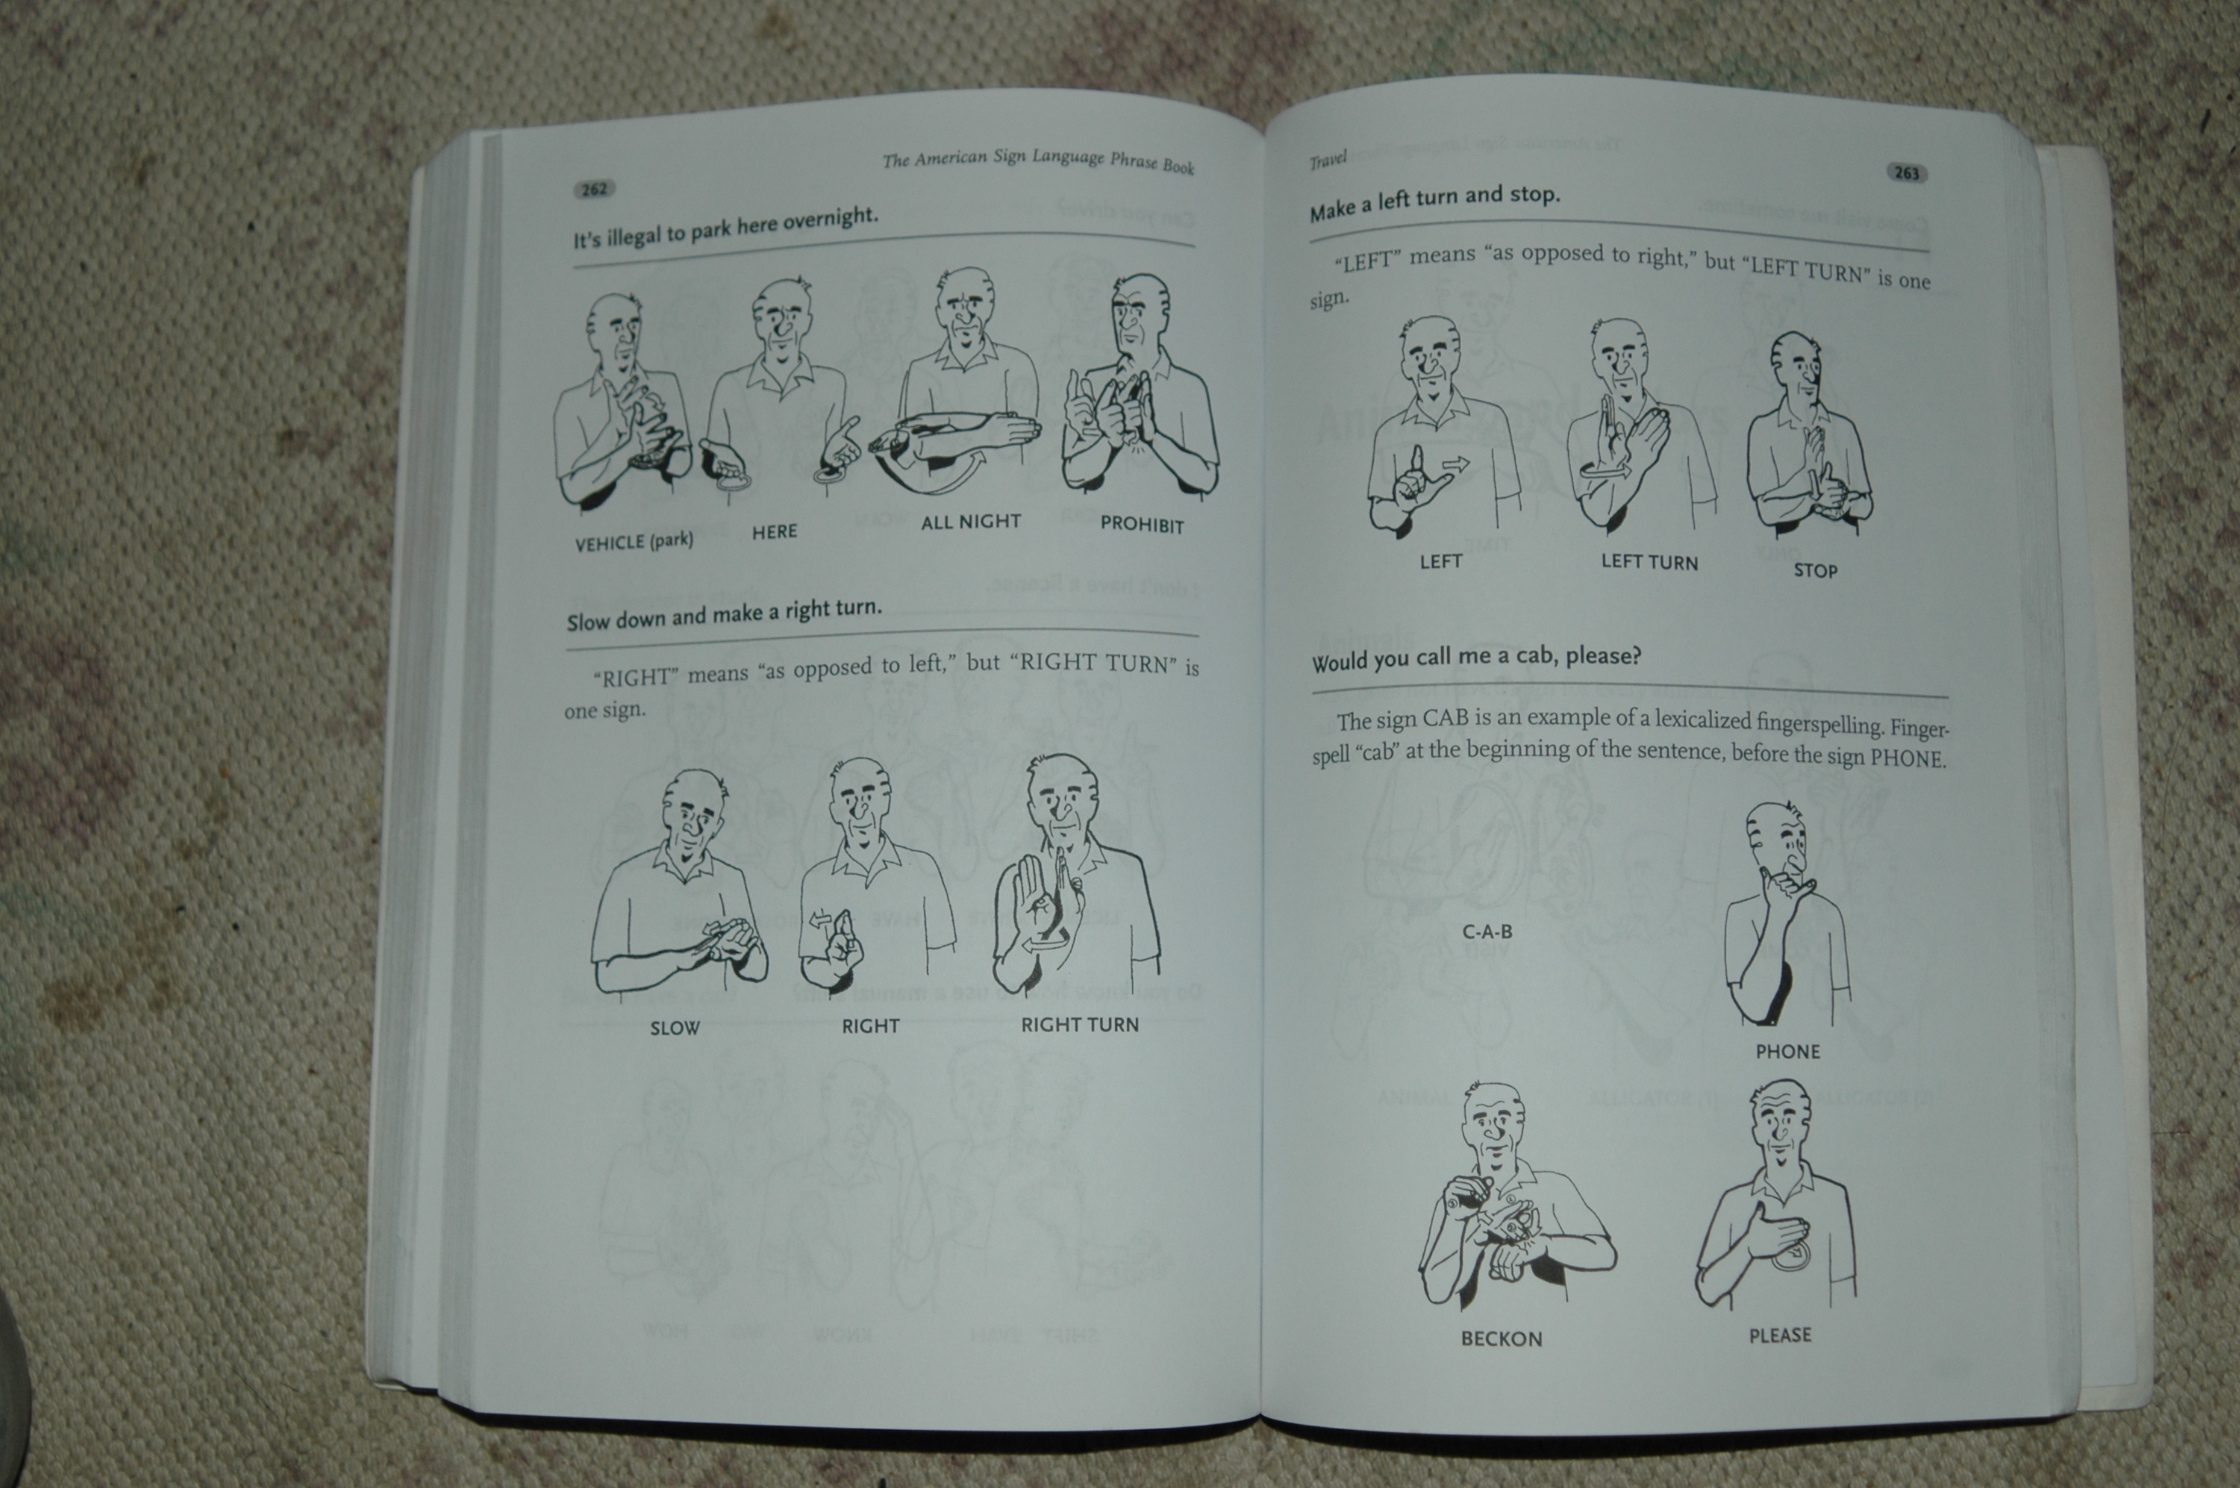 262
The American Sign Language Phrase Book
It's illegal to park here overnight.
VEHICLE (park)
HERE
ALL NIGHT
PROHIBIT
Slow down and make a right turn.
“RIGHT” means “as opposed to left,” but “RIGHT TURN” is
one sign.
SLOW
RIGHT
RIGHT TURN
Travel
263
Make a left turn and stop.
“LEFT” means “as opposed to right,” but “LEFT TURN” is one
sign.
LEFT
LEFT TURN
STOP
Would you call me a cab, please?
The sign CAB is an example of a lexicalized fingerspelling. Finger-
spell “cab” at the beginning of the sentence, before the sign PHONE.
C-A-B
PHONE
BECKON
PLEASE